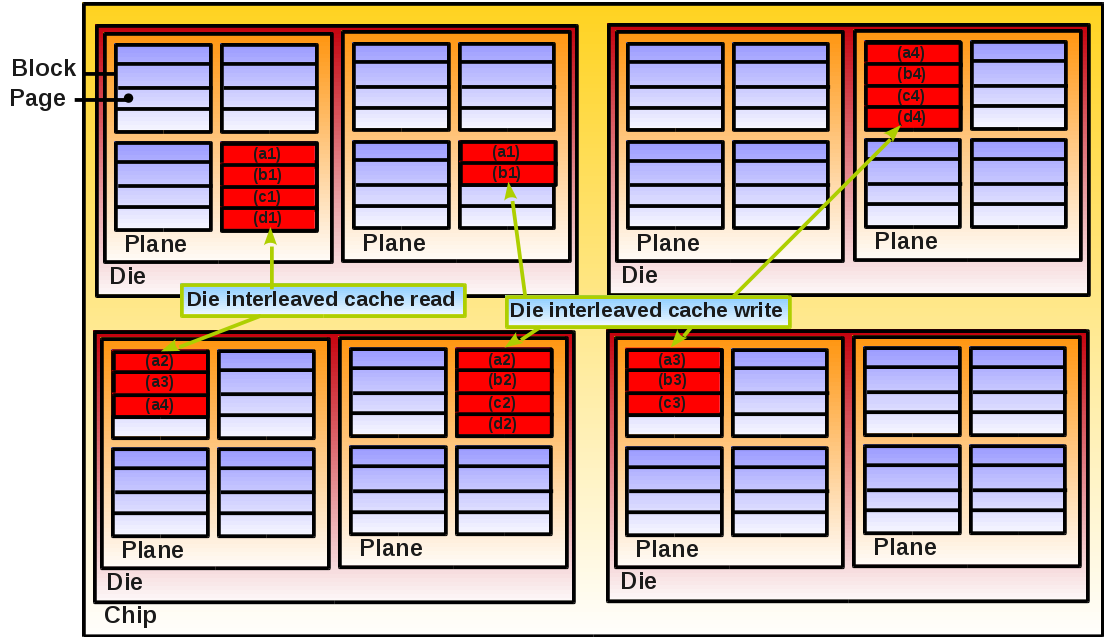 Block
Page
(a1)
(b1)
(c1)
(d1)
Plane
(a1)
(b1)
Plane
Die
Plane
(a4)
(b4)
(c4)
(d4)
Plane
Die
Die interleaved cache read
Die interleaved cache write
(a2)
(a3)
(a4)
Plane
(a2)
(b2)
(c2)
(d2)
Plane
Die
(a3)
(b3)
(c3)
Plane
Plane
Die
Chip